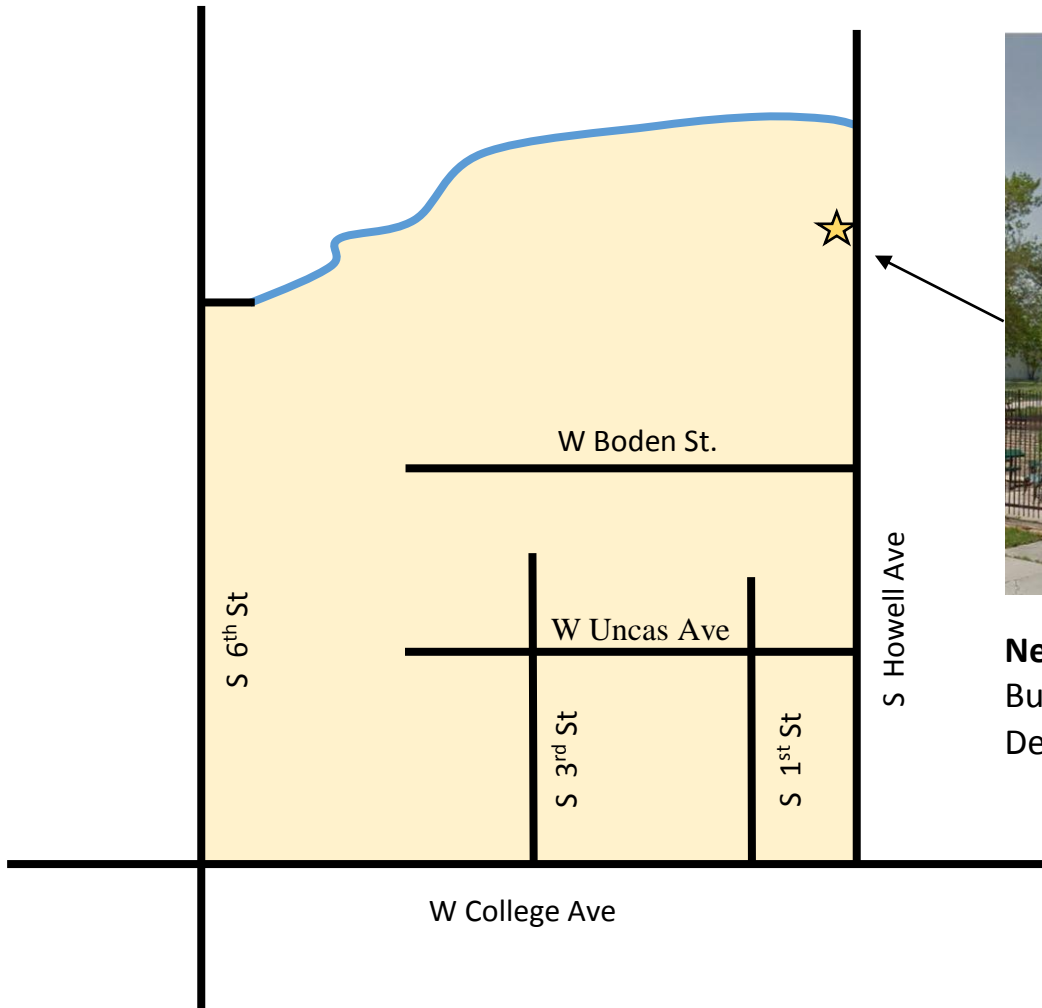 W Boden St.
S 6th St
W Uncas Ave
S Howell Ave
S 3rd St
S 1st St
W College Ave